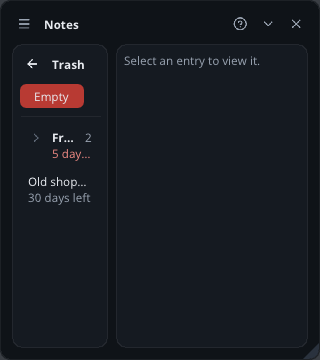 Notes
Trash
Empty
Fr... 2
5 day...
Old shop...
30 days left
Select an entry to view it.